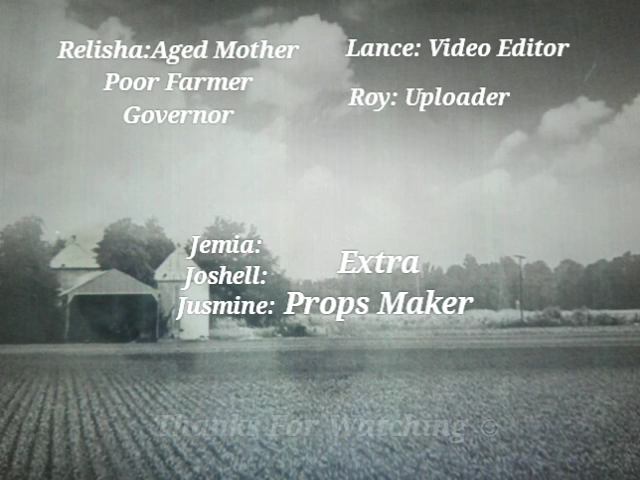 Relisha:Aged Mother
Poor Farmer
Governor
Lance: Video Editor
Roy: Uploader
Jemia:
Joshell:
Jusmine:
Extra
Props Maker
Thanks For Watching ©